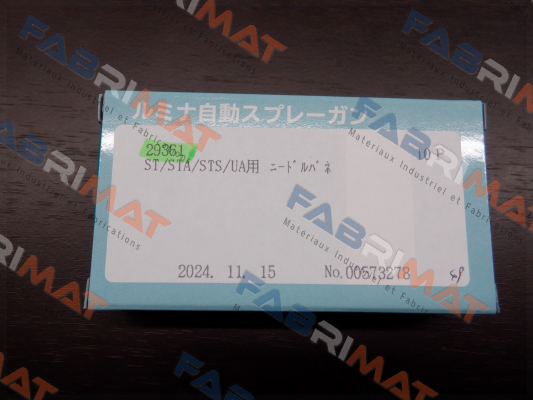 ルミナ自動スプレーガン
29361 10ｹ
ST/STA/STS/UA用 ﾆｰﾄﾞﾙﾊﾞﾈ
2024. 11. 15 No.00573278
FABRIMAT
Materiaux Industriel et Fabrications